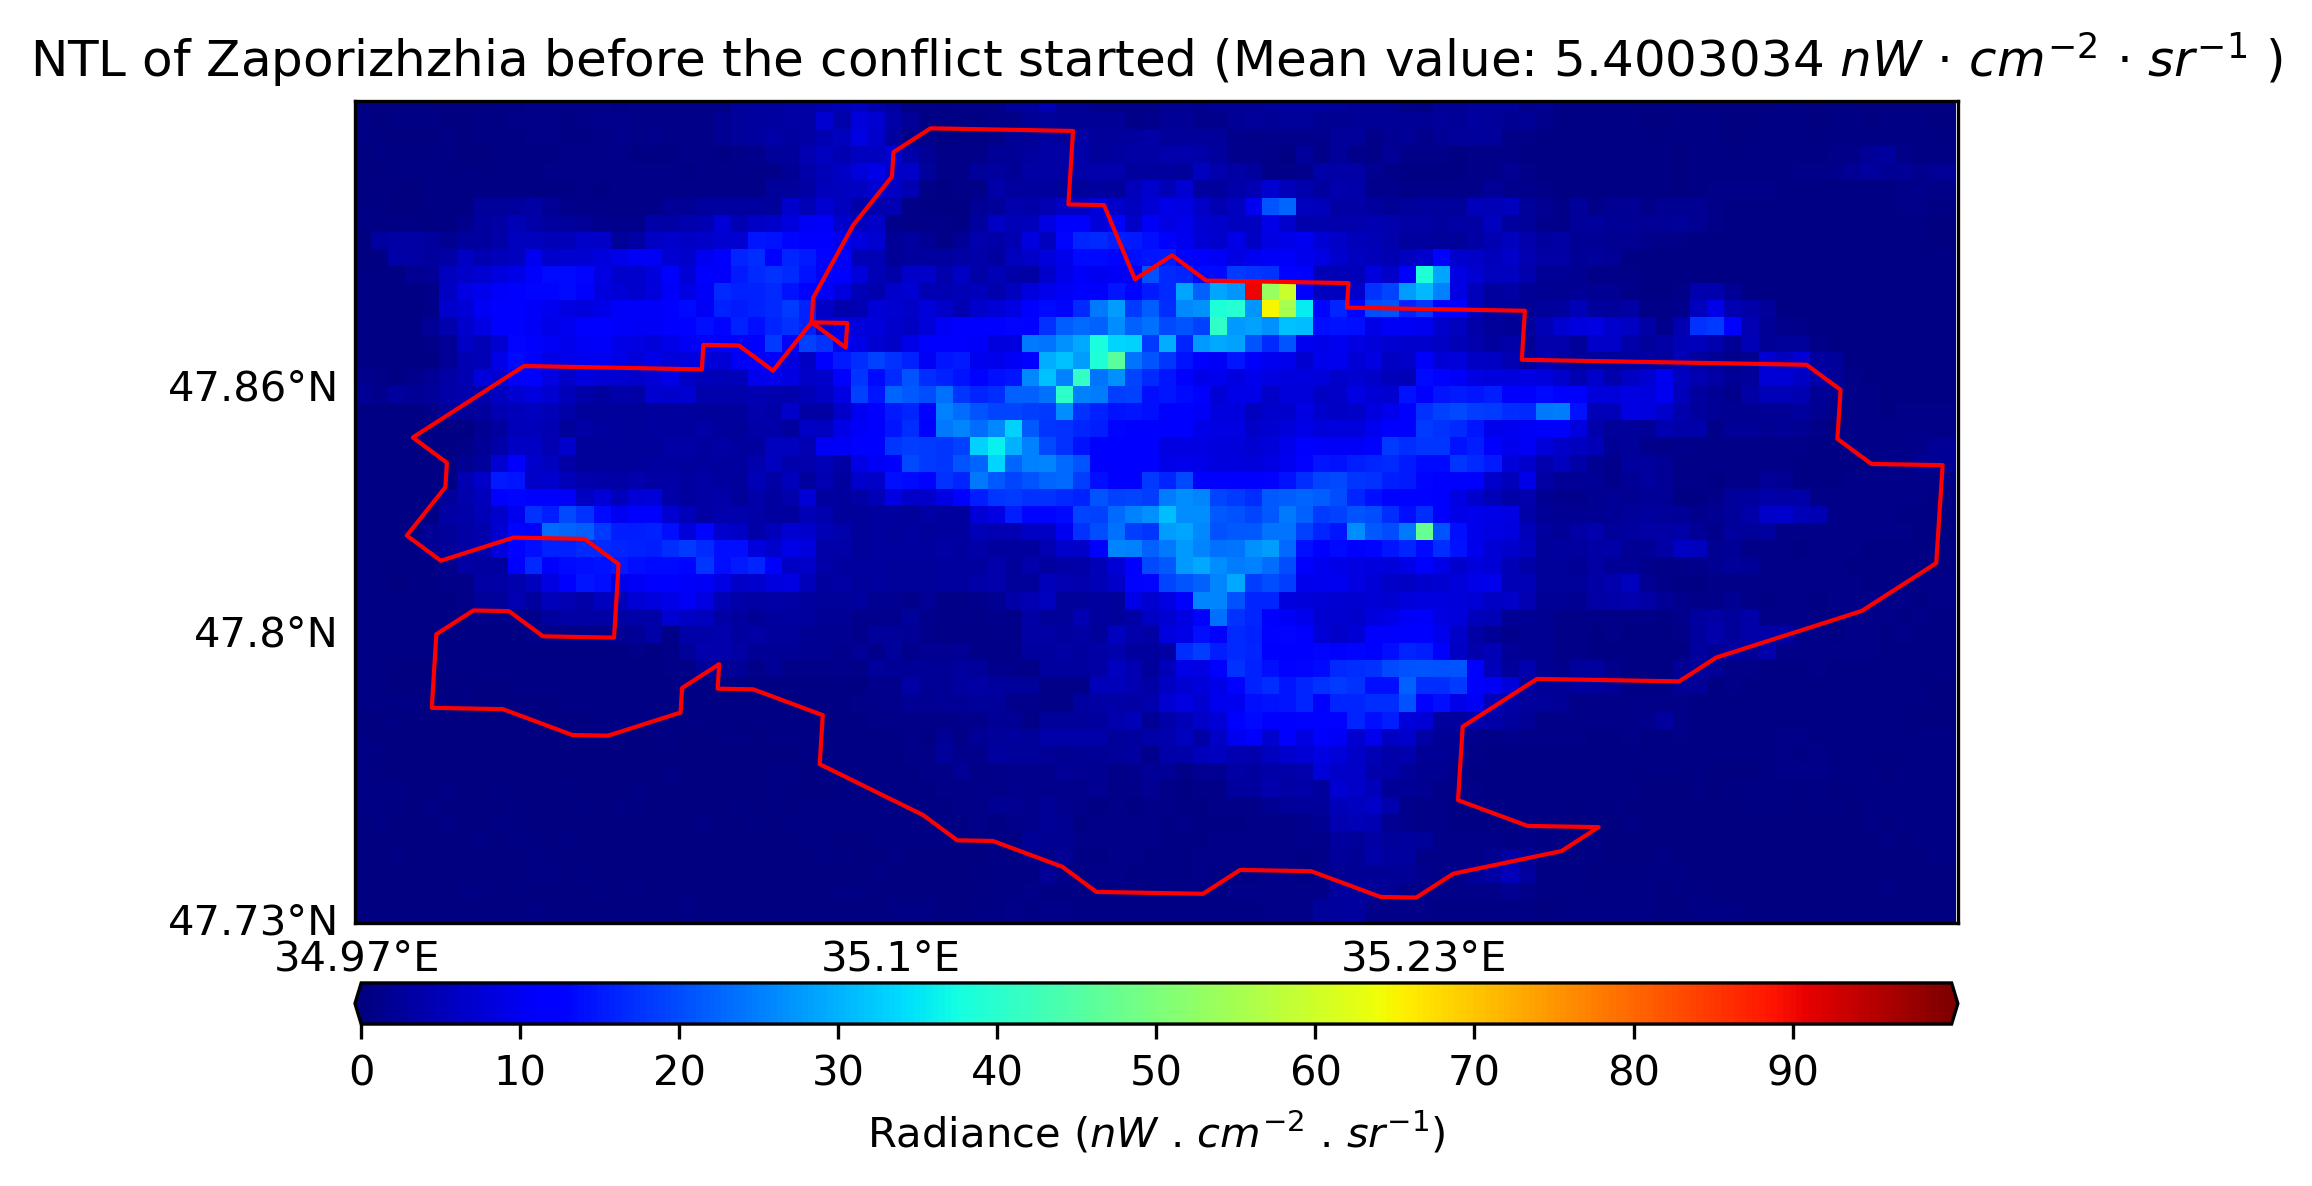 NTL of Zaporizhzhia before the conflict started (Mean value: 5.4003034 nW · cm⁻² · sr⁻¹ )
47.86°N
47.8°N
47.73°N
34.97°E 35.1°E 35.23°E
0 10 20 30 40 50 60 70 80 90
Radiance (nW . cm⁻² . sr⁻¹)